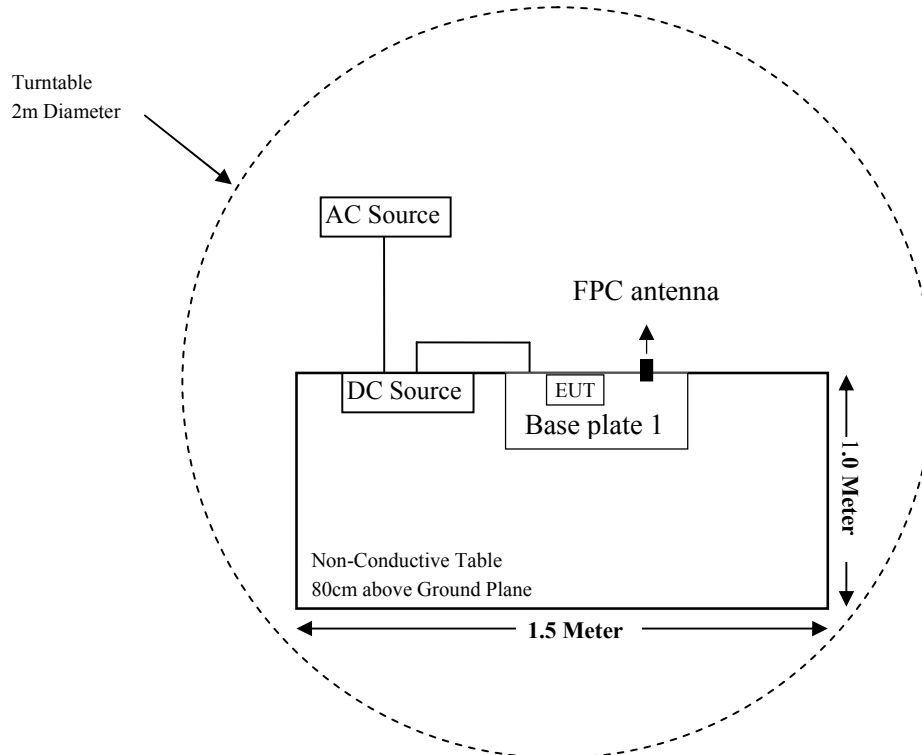 Turntable
2m Diameter
AC Source
FPC antenna
DC Source
EUT
Base plate 1
1.0 Meter
Non-Conductive Table
80cm above Ground Plane
1.5 Meter